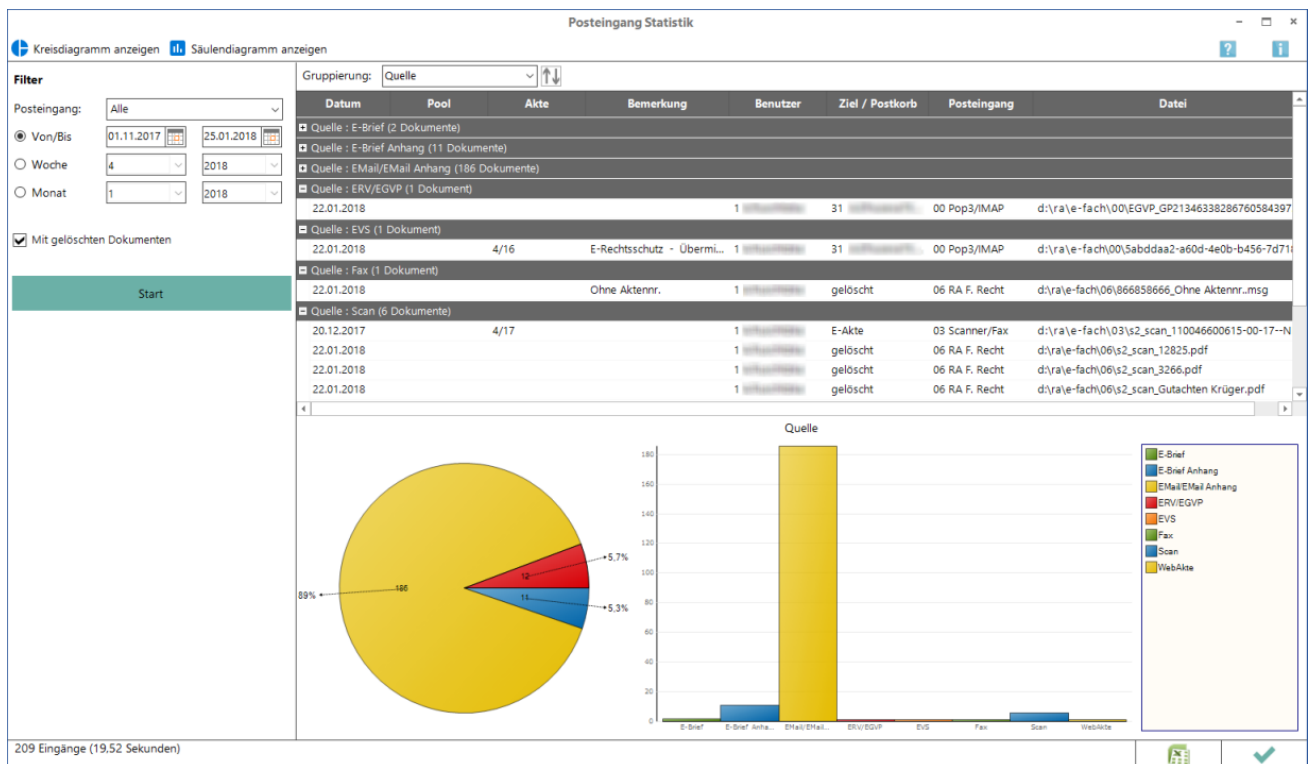 Posteingang Statistik
Kreisdiagramm anzeigen Säulendiagramm anzeigen ? i
Filter
Posteingang: Alle
Von/Bis 01.11.2017 25.01.2018
Woche 4 2018
Monat 1 2018
Mit gelöschten Dokumenten
Start
Gruppierung: Quelle
Datum Pool Akte Bemerkung Benutzer Ziel / Postkorb Posteingang Datei
Quelle : E-Brief (2 Dokumente)
Quelle : E-Brief Anhang (11 Dokumente)
Quelle : EMail/EMail Anhang (186 Dokumente)
Quelle : ERV/EGVP (1 Dokument)
22.01.2018 1 31 00 Pop3/IMAP d:\ra\e-fach\00\EGVP_GP21346338286760584397
Quelle : EVS (1 Dokument)
22.01.2018 4/16 E-Rechtsschutz - Übermi... 1 31 00 Pop3/IMAP d:\ra\e-fach\00\5abddaa2-a60d-4e0b-b456-7d71
Quelle : Fax (1 Dokument)
22.01.2018 Ohne Aktennr. 1 gelöscht 06 RA F. Recht d:\ra\e-fach\06\866858666_Ohne Aktennr..msg
Quelle : Scan (6 Dokumente)
20.12.2017 4/17 1 E-Akte 03 Scanner/Fax d:\ra\e-fach\03\s2_scan_110046600615-00-17--N
22.01.2018 1 gelöscht 06 RA F. Recht d:\ra\e-fach\06\s2_scan_12825.pdf
22.01.2018 1 gelöscht 06 RA F. Recht d:\ra\e-fach\06\s2_scan_3266.pdf
22.01.2018 1 gelöscht 06 RA F. Recht d:\ra\e-fach\06\s2_scan_Gutachten Krüger.pdf
Quelle
89%
186
12
5,7%
11
5,3%
180
160
140
120
100
80
60
40
20
0
E-Brief E-Brief Anha... EMail/EMail... ERV/EGVP EVS Fax Scan WebAkte
E-Brief
E-Brief Anhang
EMail/EMail Anhang
ERV/EGVP
EVS
Fax
Scan
WebAkte
209 Eingänge (19,52 Sekunden)